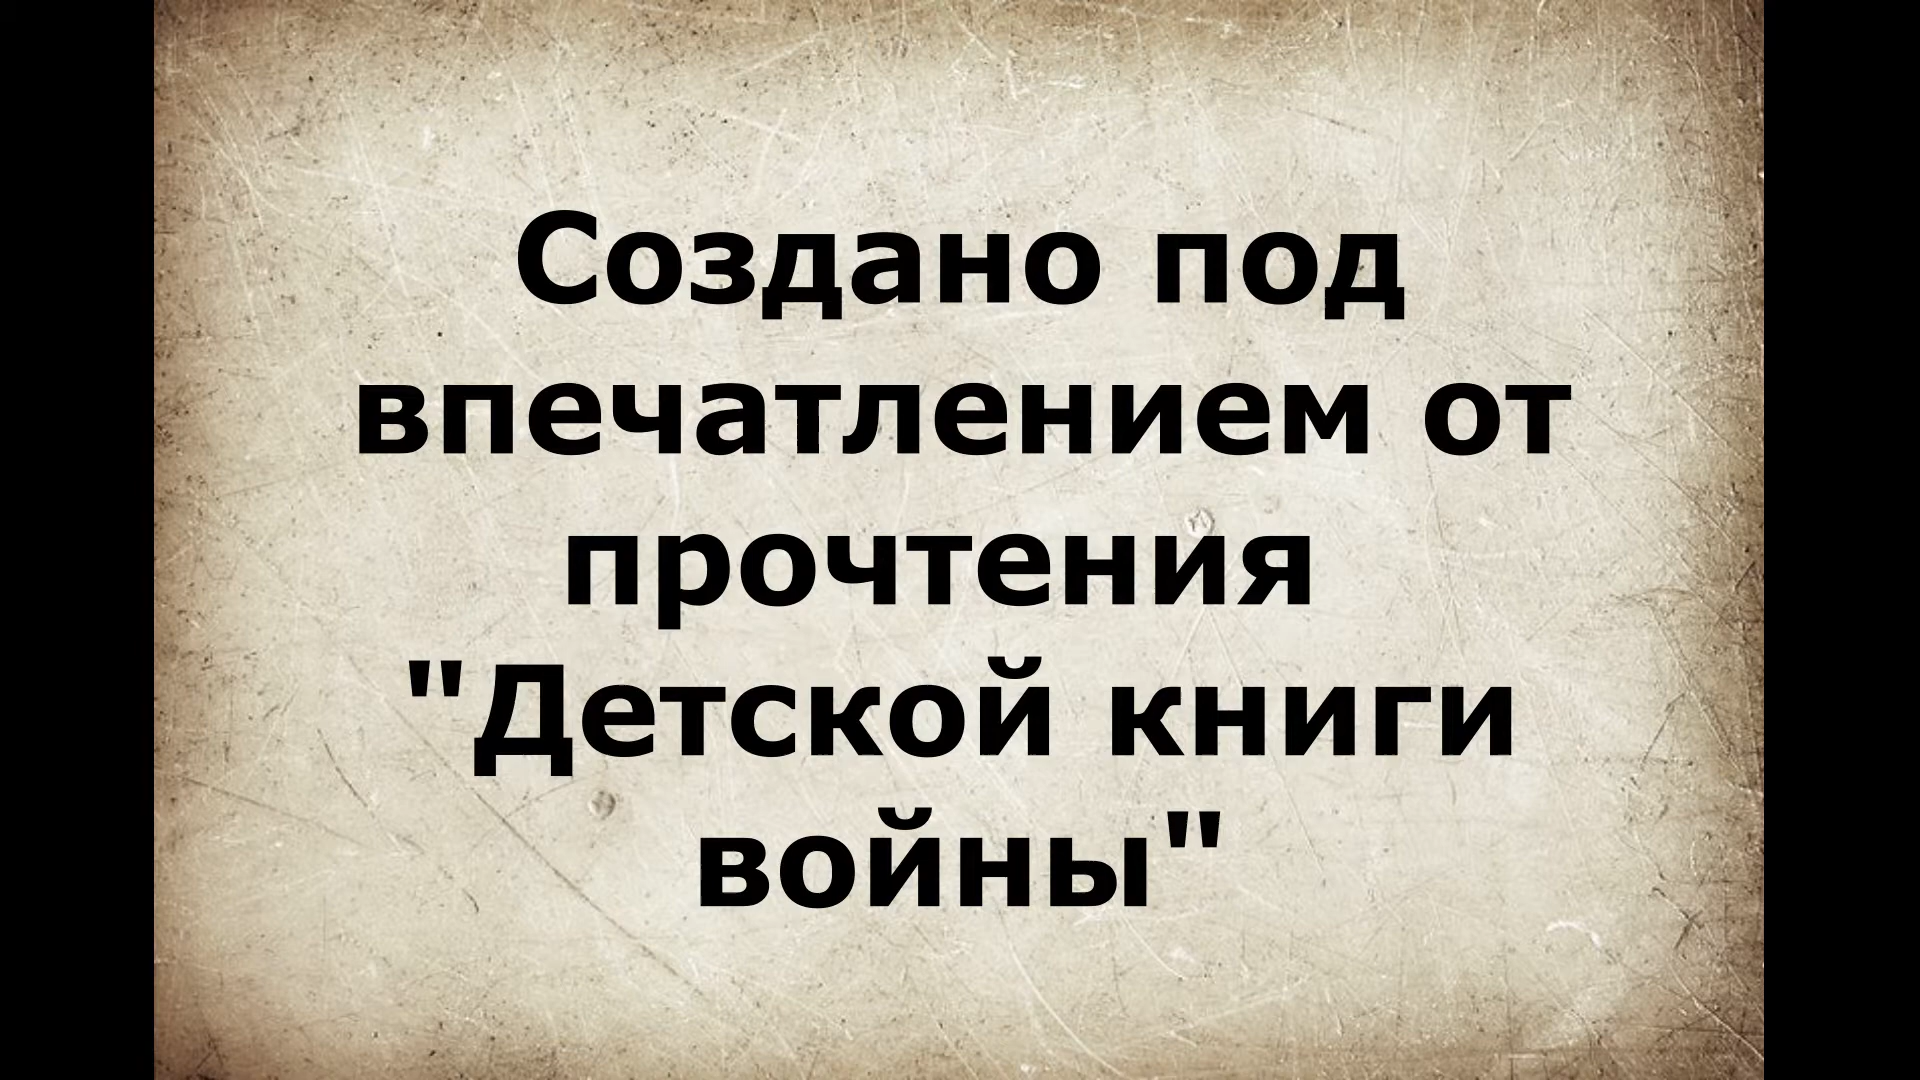 Создано под
впечатлением от
прочтения
"Детской книги
войны"